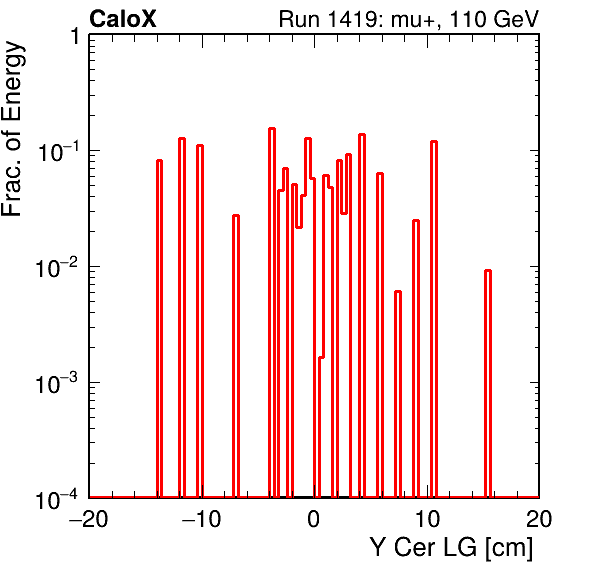 CaloX Run 1419: mu+, 110 GeV
Frac. of Energy
1
10⁻¹
10⁻²
10⁻³
10⁻⁴
−20 −10 0 10 20
Y Cer LG [cm]